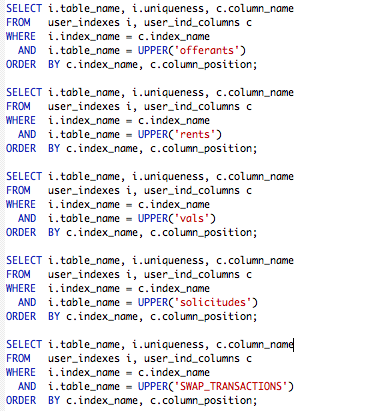 SELECT i.table_name, i.uniqueness, c.column_name
FROM   user_indexes i, user_ind_columns c
WHERE  i.index_name = c.index_name
  AND  i.table_name = UPPER('offerants')
ORDER  BY c.index_name, c.column_position;

SELECT i.table_name, i.uniqueness, c.column_name
FROM   user_indexes i, user_ind_columns c
WHERE  i.index_name = c.index_name
  AND  i.table_name = UPPER('rents')
ORDER  BY c.index_name, c.column_position;

SELECT i.table_name, i.uniqueness, c.column_name
FROM   user_indexes i, user_ind_columns c
WHERE  i.index_name = c.index_name
  AND  i.table_name = UPPER('vals')
ORDER  BY c.index_name, c.column_position;

SELECT i.table_name, i.uniqueness, c.column_name
FROM   user_indexes i, user_ind_columns c
WHERE  i.index_name = c.index_name
  AND  i.table_name = UPPER('solicitudes')
ORDER  BY c.index_name, c.column_position;

SELECT i.table_name, i.uniqueness, c.column_name
FROM   user_indexes i, user_ind_columns c
WHERE  i.index_name = c.index_name
  AND  i.table_name = UPPER('SWAP_TRANSACTIONS')
ORDER  BY c.index_name, c.column_position;